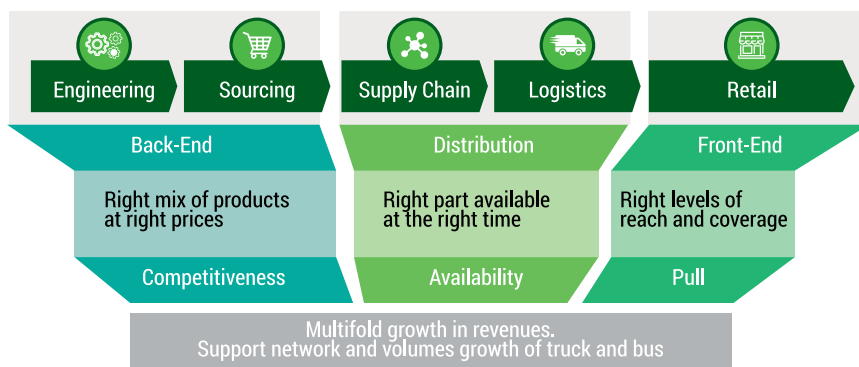 Engineering
Sourcing
Supply Chain
Logistics
Retail
Back-End
Distribution
Front-End
Right mix of products
at right prices
Right part available
at the right time
Right levels of
reach and coverage
Competitiveness
Availability
Pull
Multifold growth in revenues.
Support network and volumes growth of truck and bus